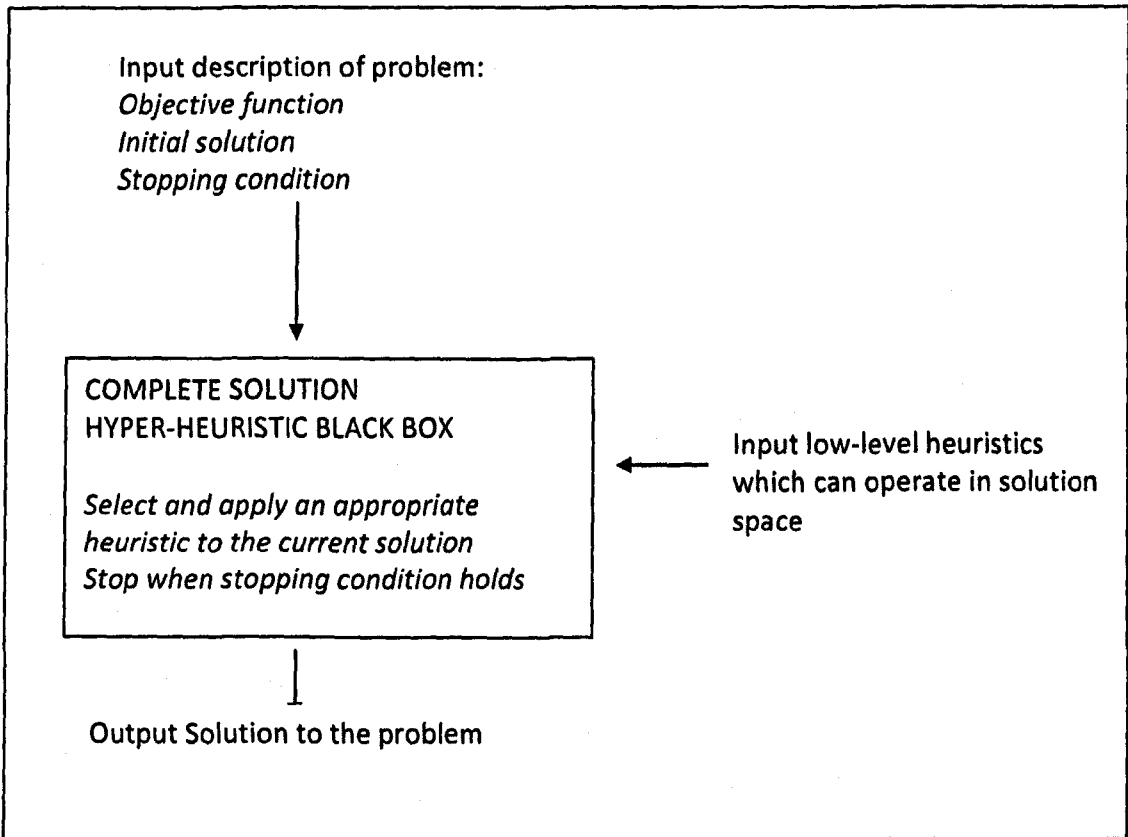 Input description of problem:
Objective function
Initial solution
Stopping condition
COMPLETE SOLUTION
HYPER-HEURISTIC BLACK BOX
Select and apply an appropriate
heuristic to the current solution
Stop when stopping condition holds
Input low-level heuristics
which can operate in solution
space
Output Solution to the problem